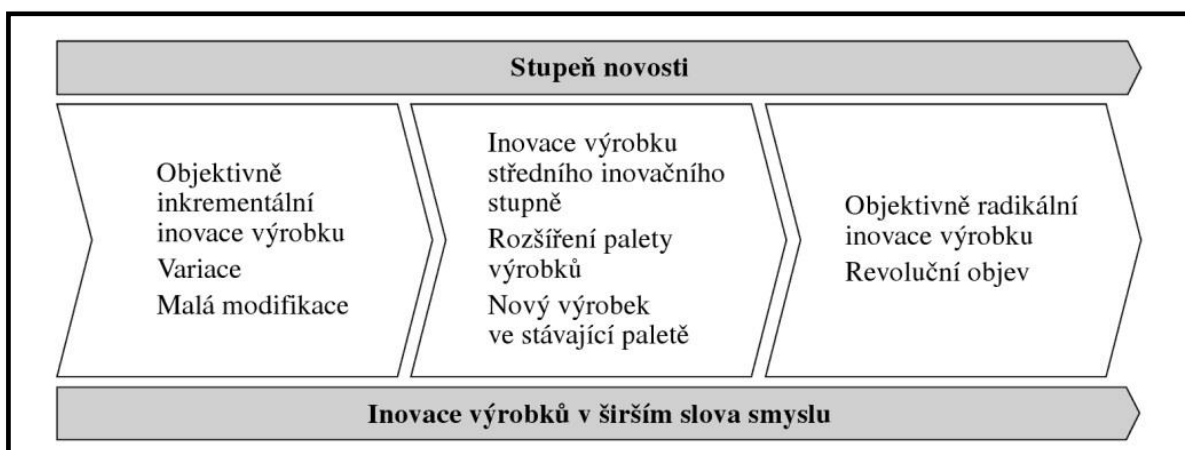 Stupeň novosti
Objektivně
inkrementální
inovace výrobku
Variace
Malá modifikace
Inovace výrobku
středního inovačního
stupně
Rozšíření palety
výrobků
Nový výrobek
ve stávající paletě
Objektivně radikální
inovace výrobku
Revoluční objev
Inovace výrobků v širším slova smyslu